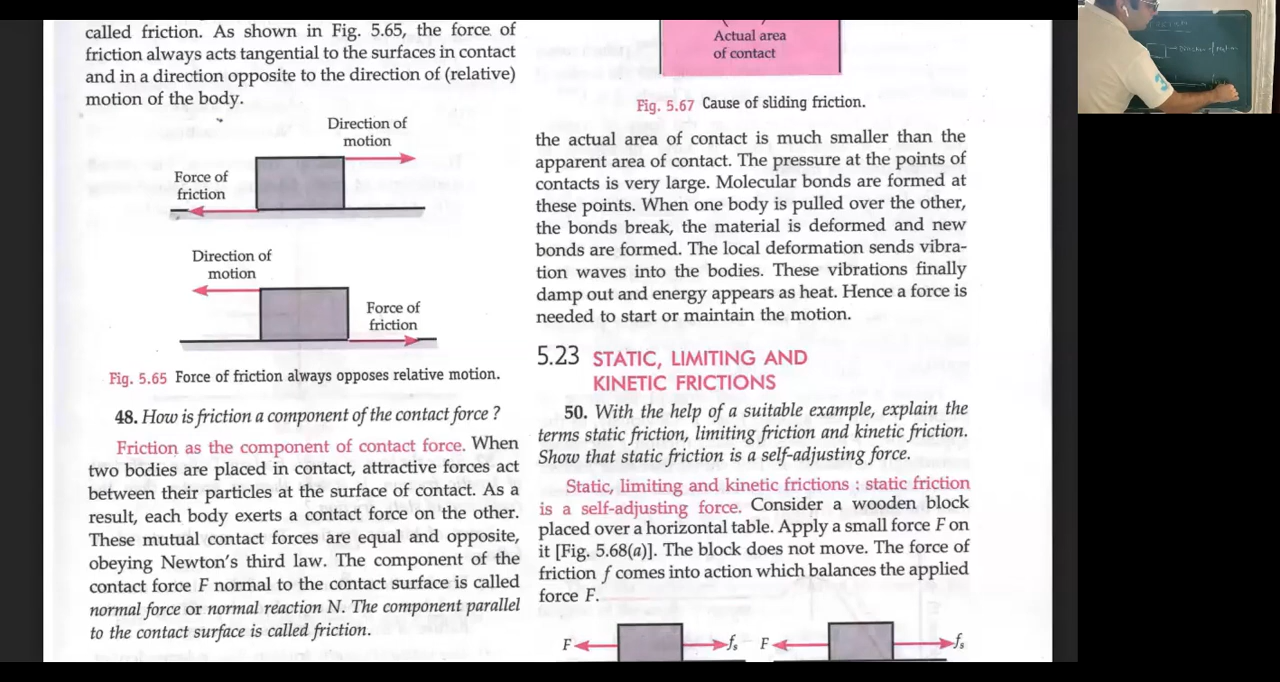 called friction. As shown in Fig. 5.65, the force of
friction always acts tangential to the surfaces in contact
and in a direction opposite to the direction of (relative)
motion of the body.
Direction of
motion
Force of
friction
Direction of
motion
Force of
friction
Fig. 5.65 Force of friction always opposes relative motion.
48. How is friction a component of the contact force ?
Friction as the component of contact force. When
two bodies are placed in contact, attractive forces act
between their particles at the surface of contact. As a
result, each body exerts a contact force on the other.
These mutual contact forces are equal and opposite,
obeying Newton's third law. The component of the
contact force F normal to the contact surface is called
normal force or normal reaction N. The component parallel
to the contact surface is called friction.
Actual area
of contact
Fig. 5.67 Cause of sliding friction.
the actual area of contact is much smaller than the
apparent area of contact. The pressure at the points of
contacts is very large. Molecular bonds are formed at
these points. When one body is pulled over the other,
the bonds break, the material is deformed and new
bonds are formed. The local deformation sends vibra-
tion waves into the bodies. These vibrations finally
damp out and energy appears as heat. Hence a force is
needed to start or maintain the motion.
5.23 STATIC, LIMITING AND
KINETIC FRICTIONS
50. With the help of a suitable example, explain the
terms static friction, limiting friction and kinetic friction.
Show that static friction is a self-adjusting force.
Static, limiting and kinetic frictions : static friction
is a self-adjusting force. Consider a wooden block
placed over a horizontal table. Apply a small force F on
it [Fig. 5.68(a)]. The block does not move. The force of
friction f comes into action which balances the applied
force F.
F fs F fs